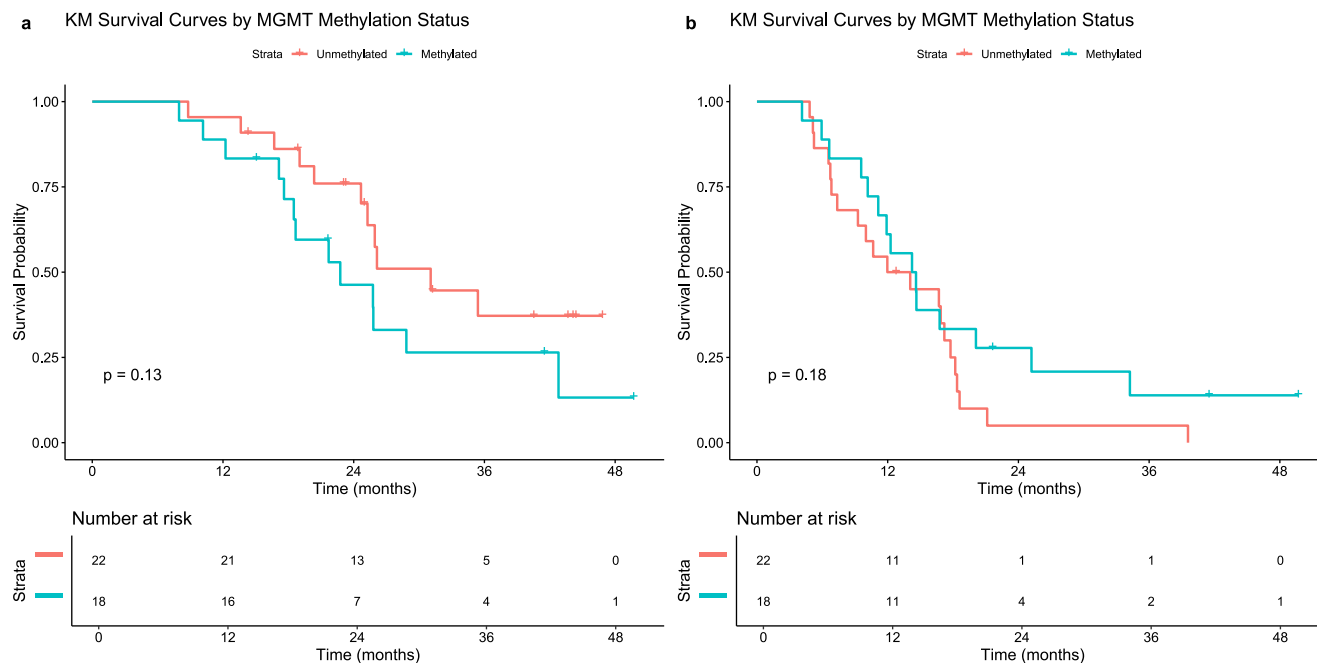 a KM Survival Curves by MGMT Methylation Status
Strata Unmethylated Methylated
1.00
0.75
0.50
0.25
0.00
Survival Probability
p = 0.13
0 12 24 36 48
Time (months)
Number at risk
Strata
22 21 13 5 0
18 16 7 4 1
0 12 24 36 48
Time (months)
b KM Survival Curves by MGMT Methylation Status
Strata Unmethylated Methylated
1.00
0.75
0.50
0.25
0.00
Survival Probability
p = 0.18
0 12 24 36 48
Time (months)
Number at risk
Strata
22 11 1 1 0
18 11 4 2 1
0 12 24 36 48
Time (months)